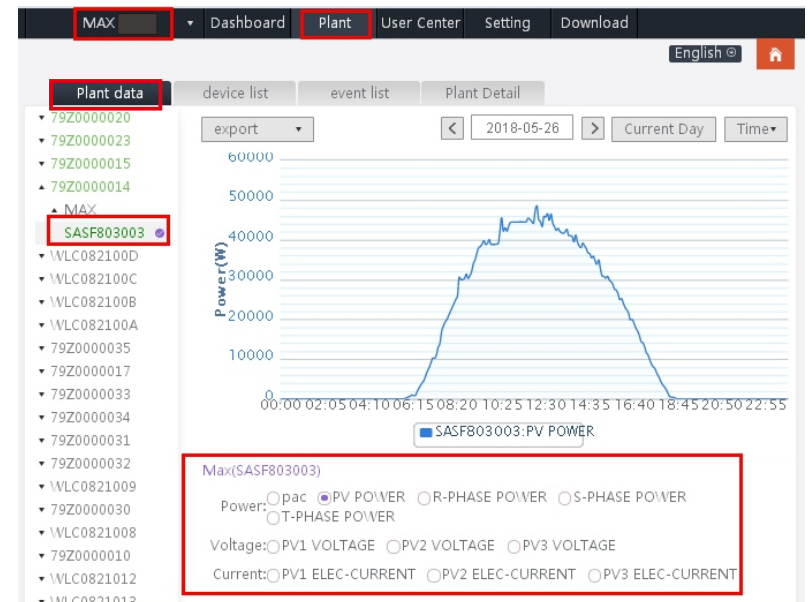 MAX Dashboard Plant User Center Setting Download
English
Plant data device list event list Plant Detail
79Z0000020
79Z0000023
79Z0000015
79Z0000014
MAX
SASF803003
WLC082100D
WLC082100C
WLC082100B
WLC082100A
79Z0000035
79Z0000017
79Z0000033
79Z0000034
79Z0000031
79Z0000032
WLC0821009
79Z0000030
WLC0821008
79Z0000010
WLC0821012
WLC0821013
export < 2018-05-26 > Current Day Time
60000
50000
40000
30000
20000
10000
0
Power(W)
00:00 02:05 04:10 06:15 08:20 10:25 12:30 14:35 16:40 18:45 20:50 22:55
SASF803003:PV POWER
Max(SASF803003)
Power: pac PV POWER R-PHASE POWER S-PHASE POWER
T-PHASE POWER
Voltage: PV1 VOLTAGE PV2 VOLTAGE PV3 VOLTAGE
Current: PV1 ELEC-CURRENT PV2 ELEC-CURRENT PV3 ELEC-CURRENT